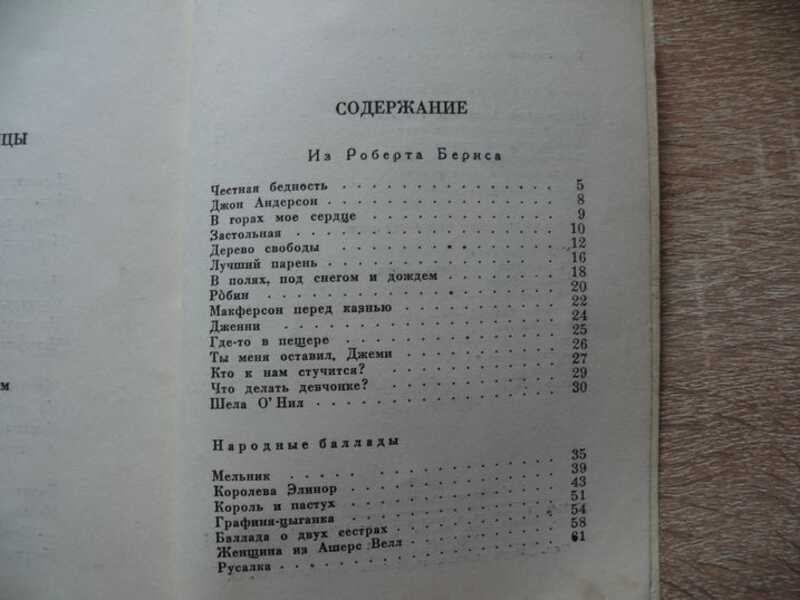 ЦЫ
м
СОДЕРЖАНИЕ
Из Роберта Бернса
Честная бедность . . . . . . . . . . . . . . . 5
Джон Андерсон . . . . . . . . . . . . . . . 8
В горах мое сердце . . . . . . . . . . . . . 9
Застольная . . . . . . . . . . . . . . . . . 10
Дерево свободы . . . . . . . . . . . . . . . 12
Лучший парень . . . . . . . . . . . . . . . 16
В полях, под снегом и дождем . . . . . . . . 18
Робин . . . . . . . . . . . . . . . . . . . 20
Макферсон перед казнью . . . . . . . . . . . 22
Дженни . . . . . . . . . . . . . . . . . . 24
Где-то в пещере . . . . . . . . . . . . . . 25
Ты меня оставил, Джеми . . . . . . . . . . . 26
Кто к нам стучится? . . . . . . . . . . . . 27
Что делать девчонке? . . . . . . . . . . . . 29
Шела О'Нил . . . . . . . . . . . . . . . . 30
Народные баллады
Мельник . . . . . . . . . . . . . . . . . . 35
Королева Элинор . . . . . . . . . . . . . . 39
Король и пастух . . . . . . . . . . . . . . 43
Графиня-цыганка . . . . . . . . . . . . . . 51
Баллада о двух сестрах . . . . . . . . . . . 54
Женщина из Ашерс Велл . . . . . . . . . . . 58
Русалка . . . . . . . . . . . . . . . . . . 61